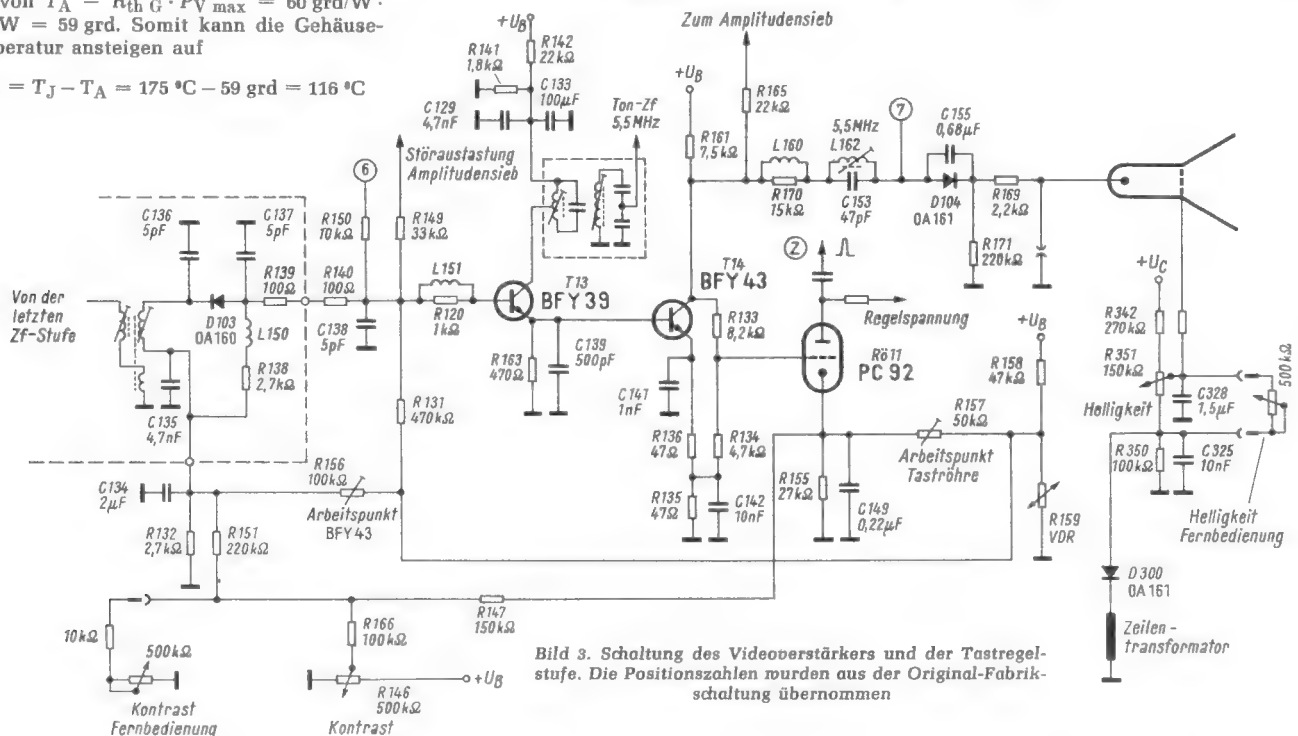 von T_A = R_th G · P_V max = 60 grd/W ·
W = 59 grd. Somit kann die Gehäuse-
peratur ansteigen auf
= T_J − T_A = 175 °C − 59 grd = 116 °C
+U_B
R142
22kΩ
R141
1,8kΩ
C133
100µF
C129
4,7nF
Ton-Zf
5,5MHz
Störaustastung
Amplitudensieb
Zum Amplitudensieb
+U_B
R165
22kΩ
R161
7,5kΩ
L160
5,5MHz
L162
7
C155
0,68µF
R170
15kΩ
C153
47pF
D104
OA161
R169
2,2kΩ
R171
220kΩ
6
C136
5pF
C137
5pF
R150
10kΩ
R149
33kΩ
R139
100Ω
R140
100Ω
L151
R120
1kΩ
T13
BFY39
T14
BFY43
Von der
letzten
Zf-Stufe
D103
OA160
L150
C138
5pF
R138
2,7kΩ
C135
4,7nF
R131
470kΩ
R163
470Ω
C139
500pF
C141
1nF
R133
8,2kΩ
Z
Regelspannung
Rö11
PC 92
+U_B
R158
47kΩ
+U_C
R342
270kΩ
R351
150kΩ
Helligkeit
C328
1,5µF
500kΩ
R350
100kΩ
C325
10nF
Helligkeit
Fernbedienung
R136
47Ω
R134
4,7kΩ
R135
47Ω
C142
10nF
R155
27kΩ
C149
0,22µF
R157
50kΩ
Arbeitspunkt
Taströhre
R159
VDR
D300
OA161
Zeilen-
transformator
C134
2µF
R156
100kΩ
Arbeitspunkt
BFY43
R132
2,7kΩ
R151
220kΩ
10kΩ
500kΩ
Kontrast
Fernbedienung
R166
100kΩ
R147
150kΩ
R146
500kΩ
+U_B
Kontrast
Bild 3. Schaltung des Videoverstärkers und der Tastregel-
stufe. Die Positionszahlen wurden aus der Original-Fabrik-
schaltung übernommen